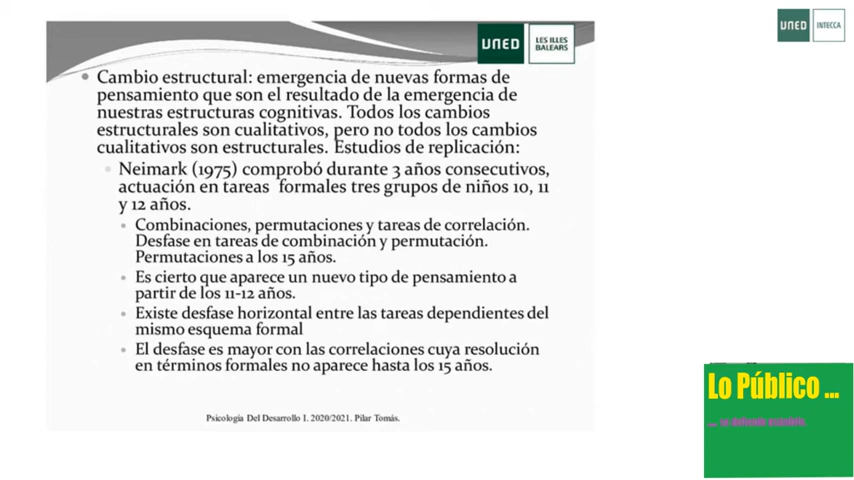 UNED
INTECCA
UNED
LES ILLES
BALEARS
Cambio estructural: emergencia de nuevas formas de
pensamiento que son el resultado de la emergencia de
nuestras estructuras cognitivas. Todos los cambios
estructurales son cualitativos, pero no todos los cambios
cualitativos son estructurales. Estudios de replicación:
Neimark (1975) comprobó durante 3 años consecutivos,
actuación en tareas formales tres grupos de niños 10, 11
y 12 años.
Combinaciones, permutaciones y tareas de correlación.
Desfase en tareas de combinación y permutación.
Permutaciones a los 15 años.
Es cierto que aparece un nuevo tipo de pensamiento a
partir de los 11-12 años.
Existe desfase horizontal entre las tareas dependientes del
mismo esquema formal
El desfase es mayor con las correlaciones cuya resolución
en términos formales no aparece hasta los 15 años.
Psicología Del Desarrollo I. 2020/2021. Pilar Tomás.
Lo Público ...